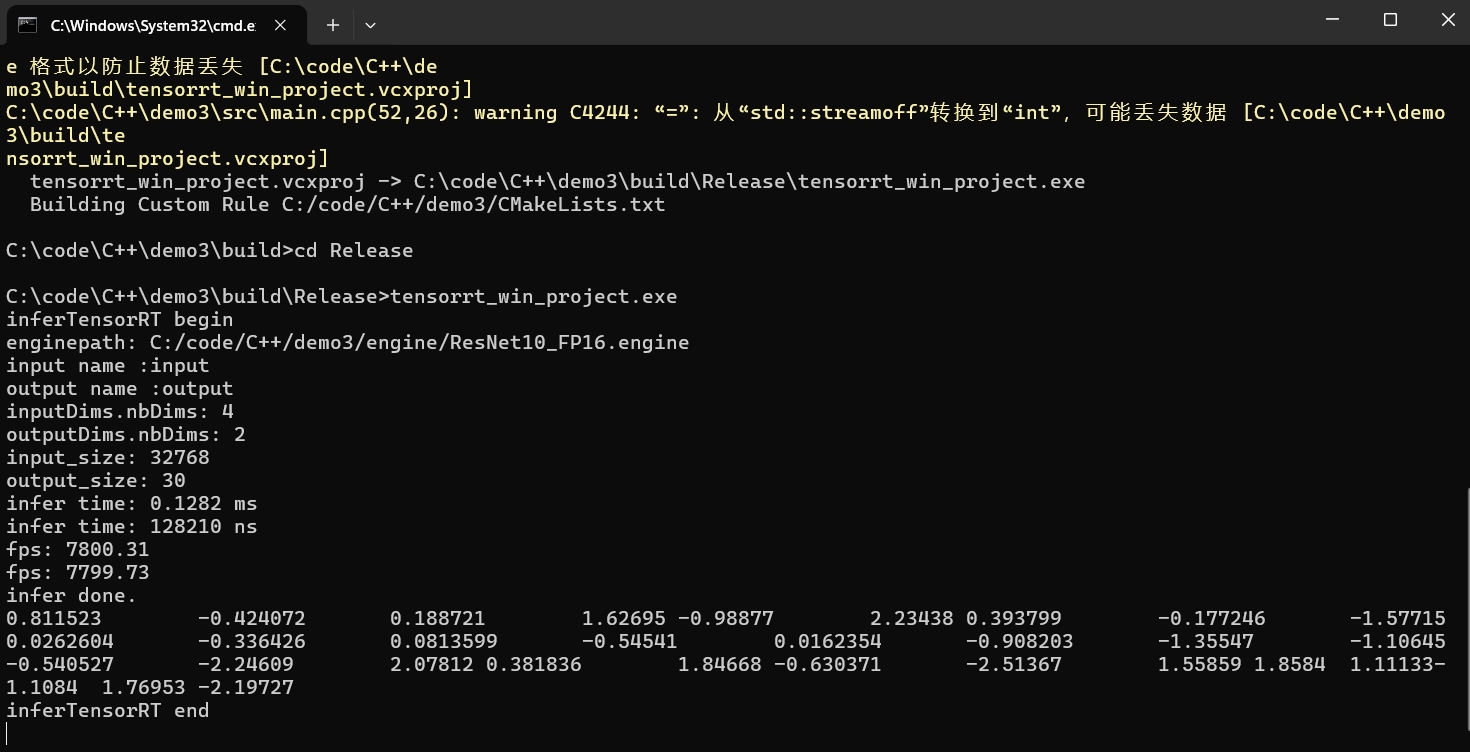 C:\Windows\System32\cmd.e
e 格式以防止数据丢失 [C:\code\C++\de
mo3\build\tensorrt_win_project.vcxproj]
C:\code\C++\demo3\src\main.cpp(52,26): warning C4244: “=”: 从“std::streamoff”转换到“int”，可能丢失数据 [C:\code\C++\demo
3\build\te
nsorrt_win_project.vcxproj]
  tensorrt_win_project.vcxproj -> C:\code\C++\demo3\build\Release\tensorrt_win_project.exe
  Building Custom Rule C:/code/C++/demo3/CMakeLists.txt
C:\code\C++\demo3\build>cd Release
C:\code\C++\demo3\build\Release>tensorrt_win_project.exe
inferTensorRT begin
enginepath: C:/code/C++/demo3/engine/ResNet10_FP16.engine
input name :input
output name :output
inputDims.nbDims: 4
outputDims.nbDims: 2
input_size: 32768
output_size: 30
infer time: 0.1282 ms
infer time: 128210 ns
fps: 7800.31
fps: 7799.73
infer done.
0.811523        -0.424072       0.188721        1.62695 -0.98877        2.23438 0.393799        -0.177246       -1.57715
0.0262604       -0.336426       0.0813599       -0.54541        0.0162354       -0.908203       -1.35547        -1.10645
-0.540527       -2.24609        2.07812 0.381836        1.84668 -0.630371       -2.51367        1.55859 1.8584  1.11133-
1.1084  1.76953 -2.19727
inferTensorRT end